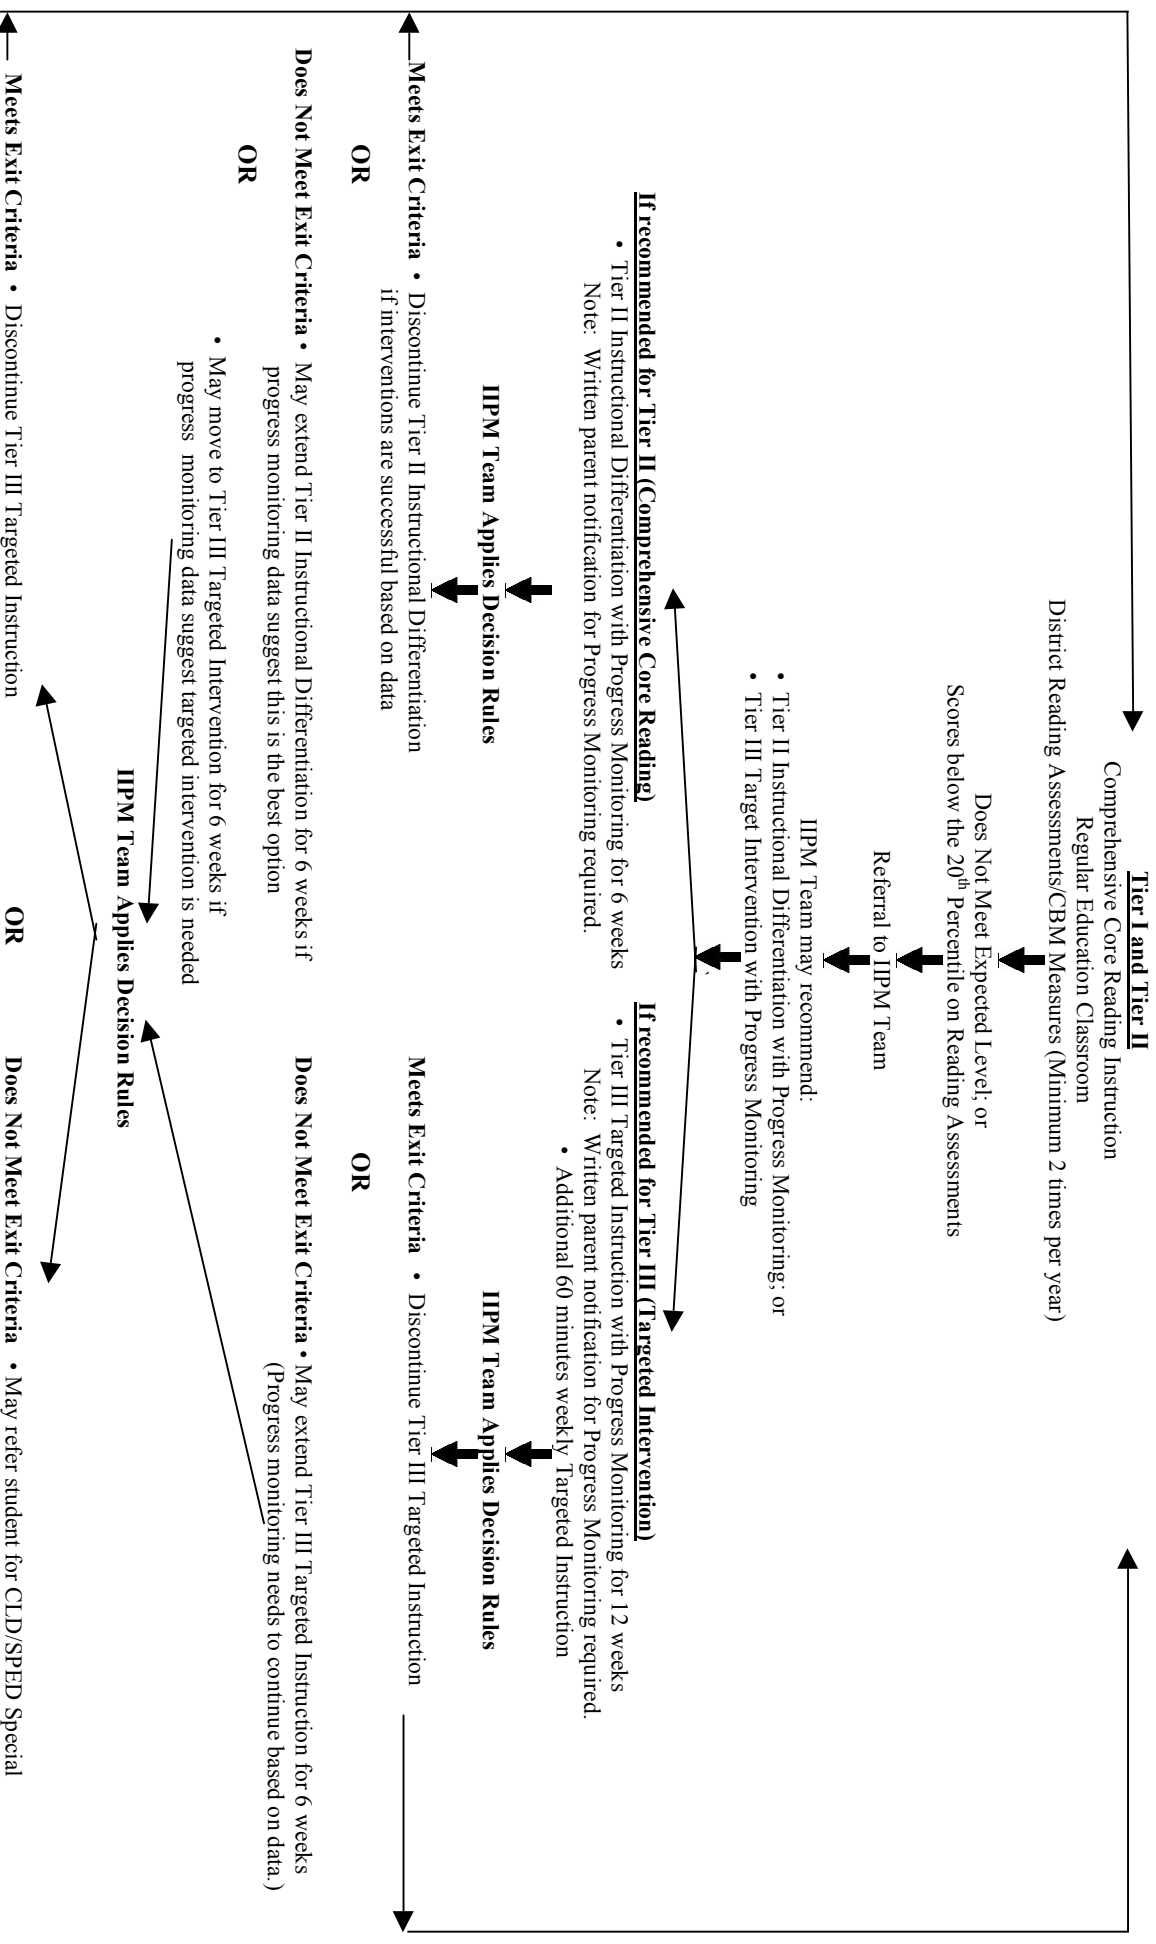 Tier I and Tier II
Comprehensive Core Reading Instruction
Regular Education Classroom
District Reading Assessments/CBM Measures (Minimum 2 times per year)
Does Not Meet Expected Level; or
Scores below the 20th Percentile on Reading Assessments
Referral to IIPM Team
IIPM Team may recommend:
• Tier II Instructional Differentiation with Progress Monitoring; or
• Tier III Target Intervention with Progress Monitoring
If recommended for Tier II (Comprehensive Core Reading)
• Tier II Instructional Differentiation with Progress Monitoring for 6 weeks
Note: Written parent notification for Progress Monitoring required.
IIPM Team Applies Decision Rules
Meets Exit Criteria • Discontinue Tier II Instructional Differentiation
if interventions are successful based on data
OR
Does Not Meet Exit Criteria • May extend Tier II Instructional Differentiation for 6 weeks if
progress monitoring data suggest this is the best option
OR
• May move to Tier III Targeted Intervention for 6 weeks if
progress monitoring data suggest targeted intervention is needed
If recommended for Tier III (Targeted Intervention)
• Tier III Targeted Instruction with Progress Monitoring for 12 weeks
Note: Written parent notification for Progress Monitoring required.
• Additional 60 minutes weekly Targeted Instruction
IIPM Team Applies Decision Rules
Meets Exit Criteria • Discontinue Tier III Targeted Instruction
OR
Does Not Meet Exit Criteria • May extend Tier III Targeted Instruction for 6 weeks
(Progress monitoring needs to continue based on data.)
IIPM Team Applies Decision Rules
Meets Exit Criteria • Discontinue Tier III Targeted Instruction
OR
Does Not Meet Exit Criteria • May refer student for CLD/SPED Special